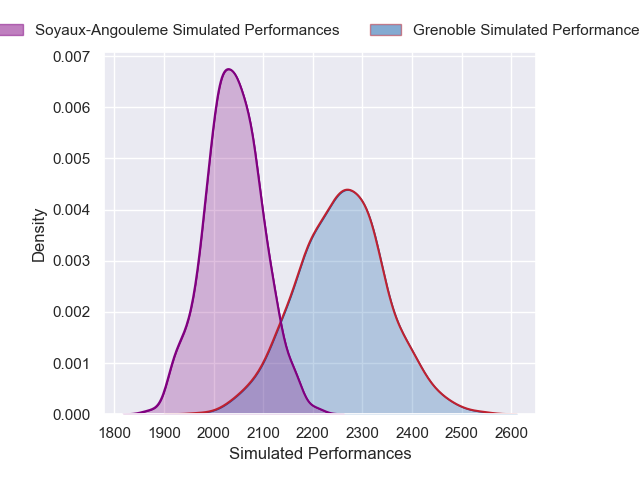 Soyaux-Angouleme Simulated Performances
Grenoble Simulated Performance
0.007
0.006
0.005
0.004
0.003
0.002
0.001
0.000
Density
1800 1900 2000 2100 2200 2300 2400 2500 2600
Simulated Performances